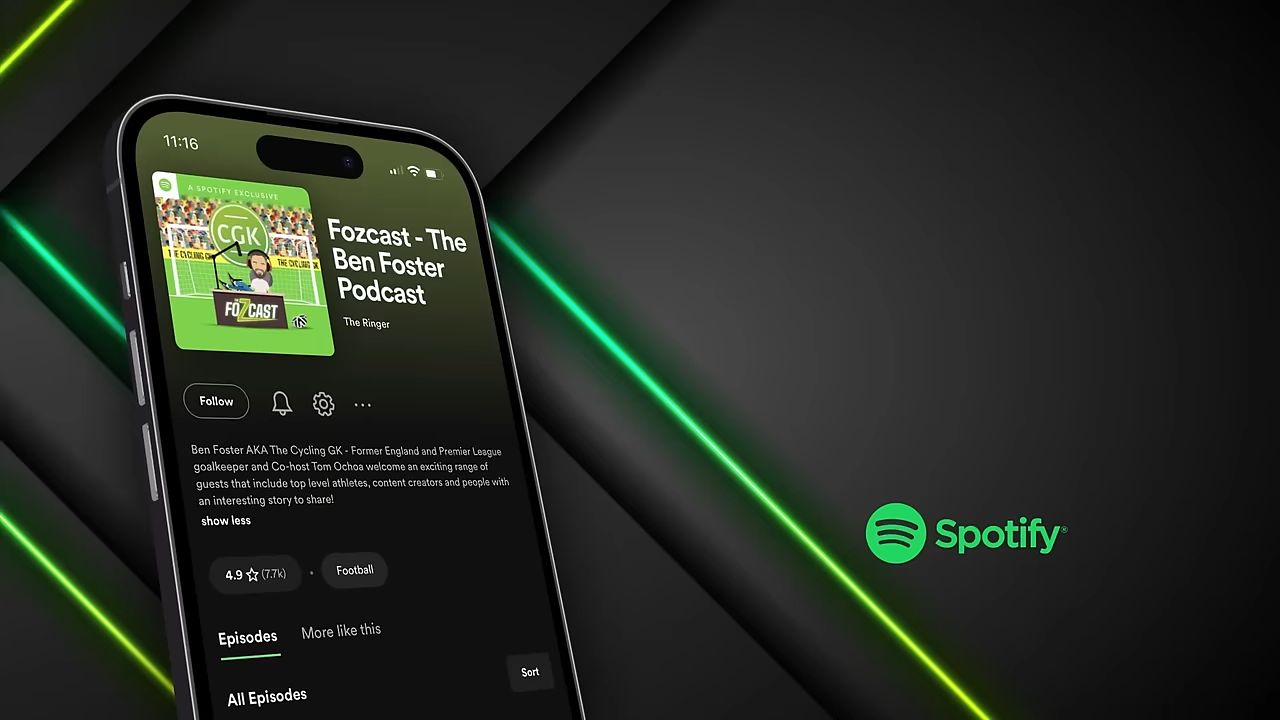 11:16
A SPOTIFY EXCLUSIVE
CGK
THE CYCLING GK
THE CYCLING GK
THE
FOZCAST
Fozcast - The
Ben Foster
Podcast
The Ringer
Follow
Ben Foster AKA The Cycling GK - Former England and Premier League
goalkeeper and Co-host Tom Ochoa welcome an exciting range of
guests that include top level athletes, content creators and people with
an interesting story to share!
show less
4.9 (7.7k) • Football
Episodes More like this
Sort
All Episodes
Spotify®